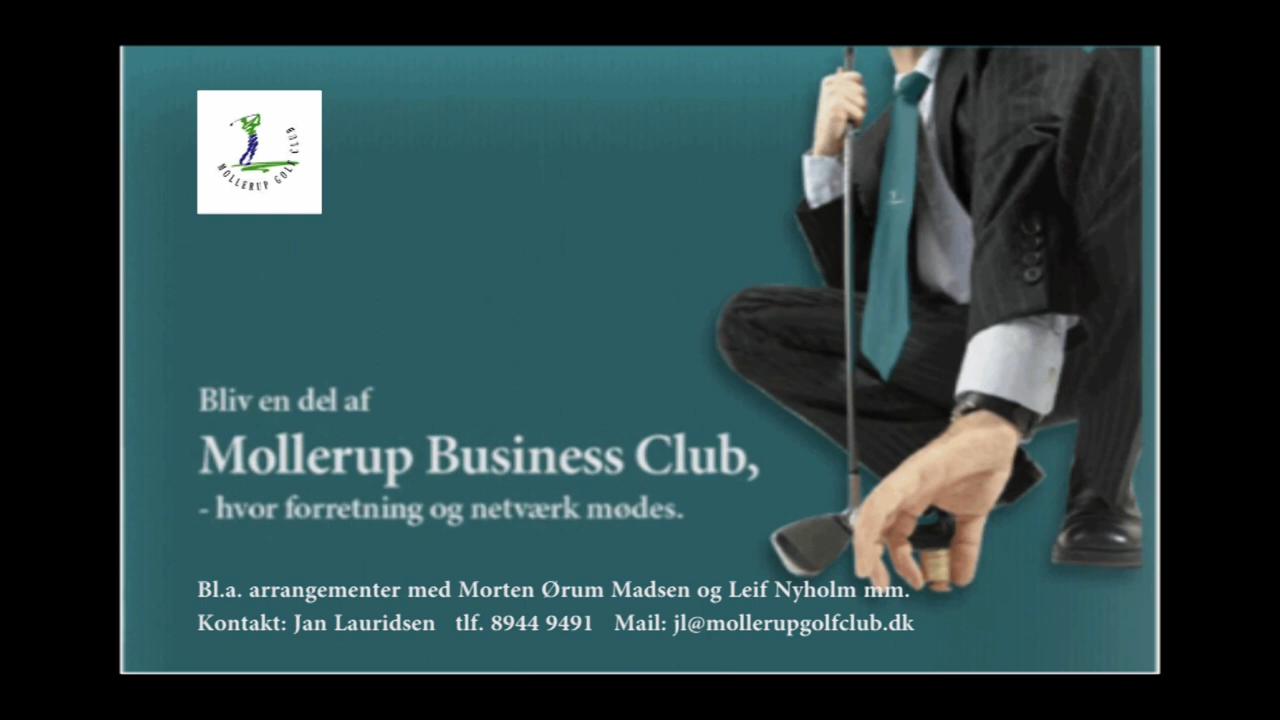 MOLLERUP GOLF CLUB
Bliv en del af
Mollerup Business Club,
- hvor forretning og netværk mødes.
Bl.a. arrangementer med Morten Ørum Madsen og Leif Nyholm mm.
Kontakt: Jan Lauridsen tlf. 8944 9491 Mail: jl@mollerupgolfclub.dk